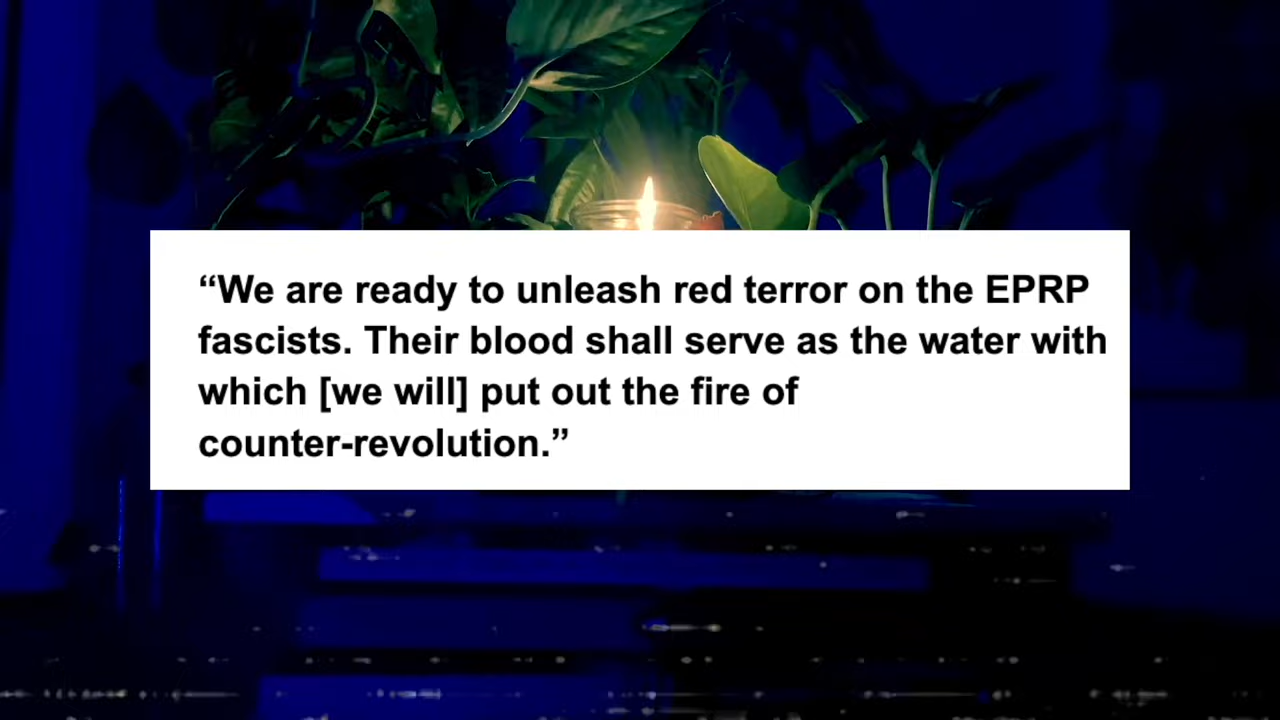 “We are ready to unleash red terror on the EPRP
fascists. Their blood shall serve as the water with
which [we will] put out the fire of
counter-revolution.”